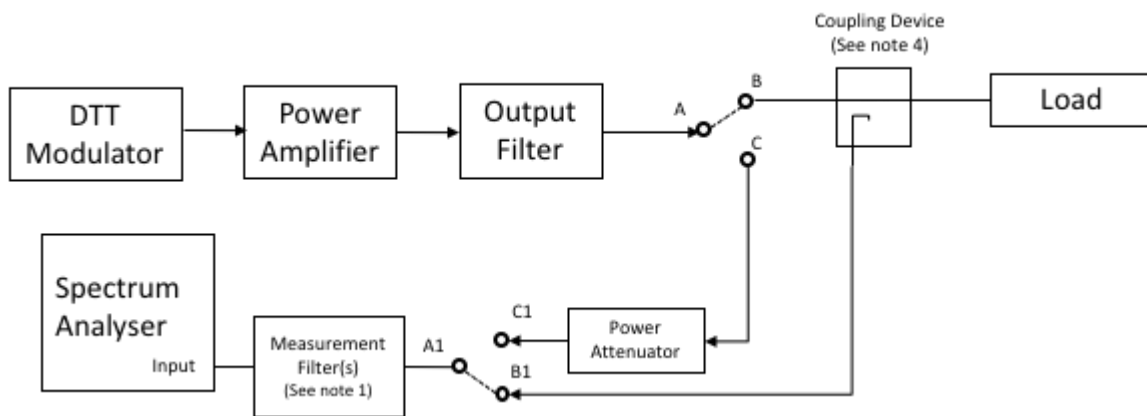 Coupling Device
(See note 4)
B
A
C
DTT
Modulator
Power
Amplifier
Output
Filter
Load
Spectrum
Analyser
Input
Measurement
Filter(s)
(See note 1)
A1
C1
B1
Power
Attenuator